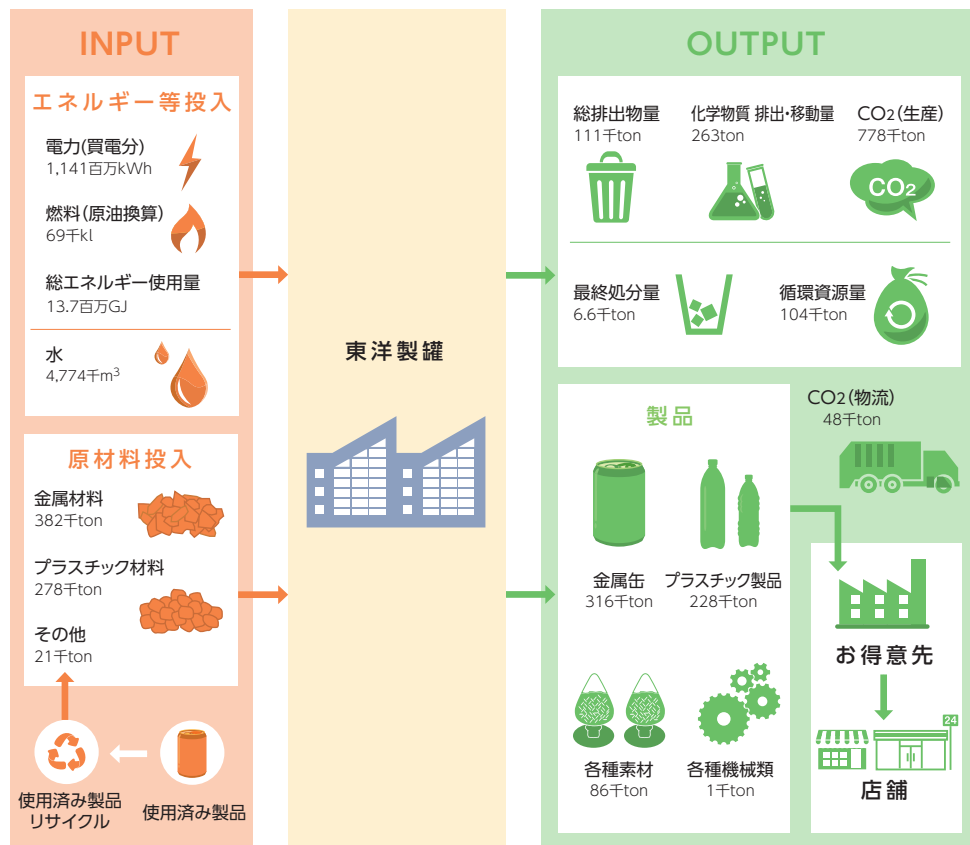 INPUT
エネルギー等投入
電力(買電分)
1,141百万kWh
燃料(原油換算)
69千kl
総エネルギー使用量
13.7百万GJ
水
4,774千m³
原材料投入
金属材料
382千ton
プラスチック材料
278千ton
その他
21千ton
使用済み製品
リサイクル
使用済み製品
東洋製罐
OUTPUT
総排出物量
111千ton
化学物質 排出・移動量
263ton
CO2(生産)
778千ton
CO2
最終処分量
6.6千ton
循環資源量
104千ton
製品
金属缶
316千ton
プラスチック製品
228千ton
各種素材
86千ton
各種機械類
1千ton
CO2(物流)
48千ton
お得意先
24
店舗